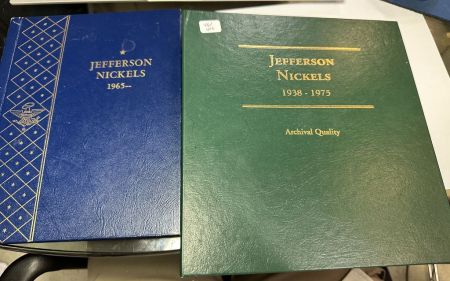 JEFFERSON
NICKELS
1965--
JEFFERSON
NICKELS
1938 - 1975
Archival Quality